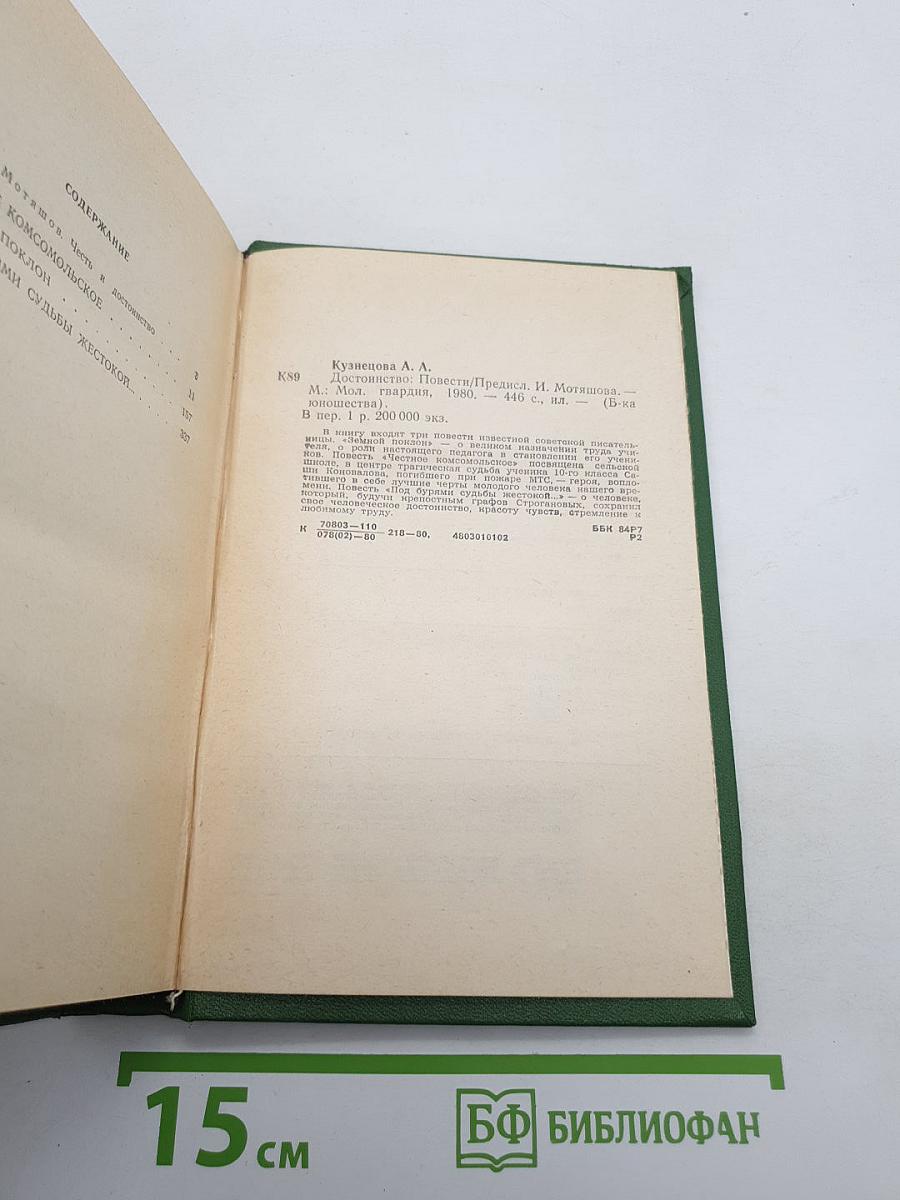 СОДЕРЖАНИЕ
Мотяшов. Честь и достоинство
КОМСОМОЛЬСКОЕ
ПОКЛОН
СУДЬБЫ ЖЕСТОКОЙ...
11
157
337
Кузнецова А. А.
К89 Достоинство: Повести/Предисл. И. Мотяшова. —
М.: Мол. гвардия, 1980. — 446 с., ил. — (Б-ка
юношества).
В пер. 1 р. 200 000 экз.
В книгу входят три повести известной советской писатель-
ницы. «Земной поклон» — о великом назначении труда учи-
теля, о роли настоящего педагога в становлении его учени-
ков. Повесть «Честное комсомольское» посвящена сельской
школе, в центре трагическая судьба ученика 10-го класса Са-
ши Коновалова, погибшего при пожаре МТС, — героя, вопло-
тившего в себе лучшие черты молодого человека нашего вре-
мени. Повесть «Под бурями судьбы жестокой...» — о человеке,
который, будучи крепостным графов Строгановых, сохранил
свое человеческое достоинство, красоту чувств, стремление к
любимому труду.
К 70803—110 218—80. 4803010102 ББК 84Р7
078(02)—80 Р2
15 см БФ БИБЛИОФАН